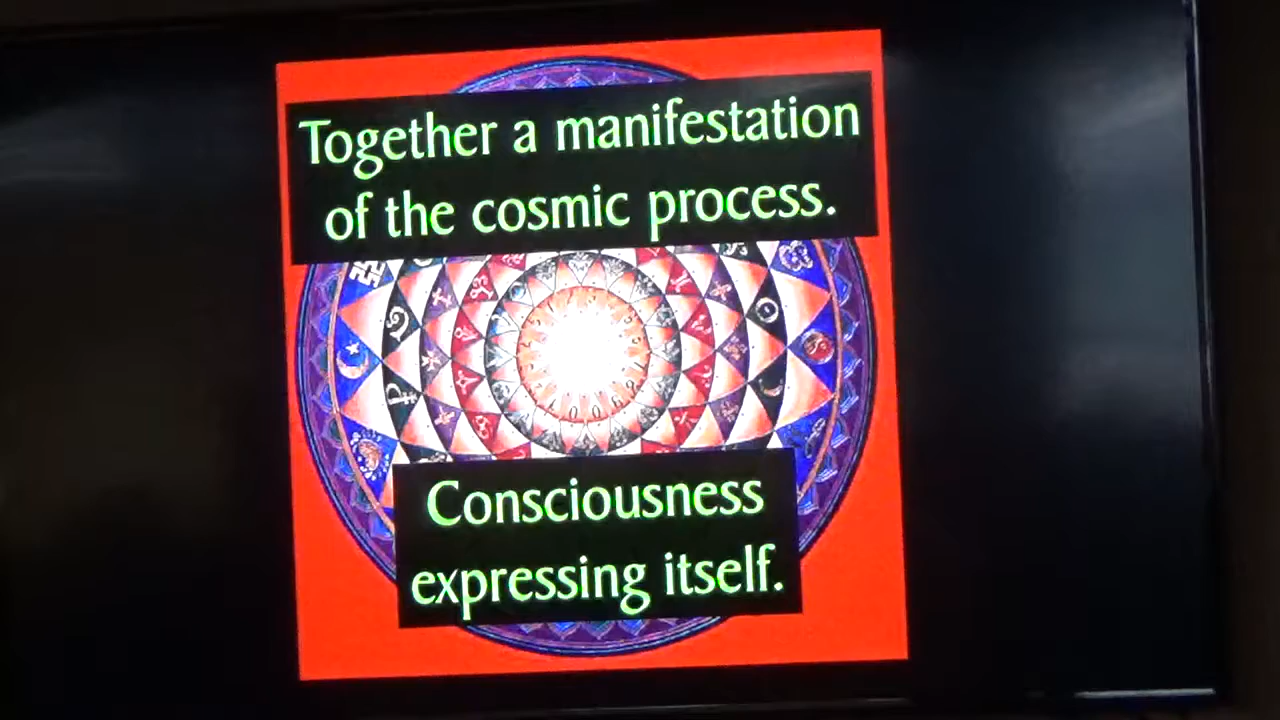 Together a manifestation
of the cosmic process.
Consciousness
expressing itself.